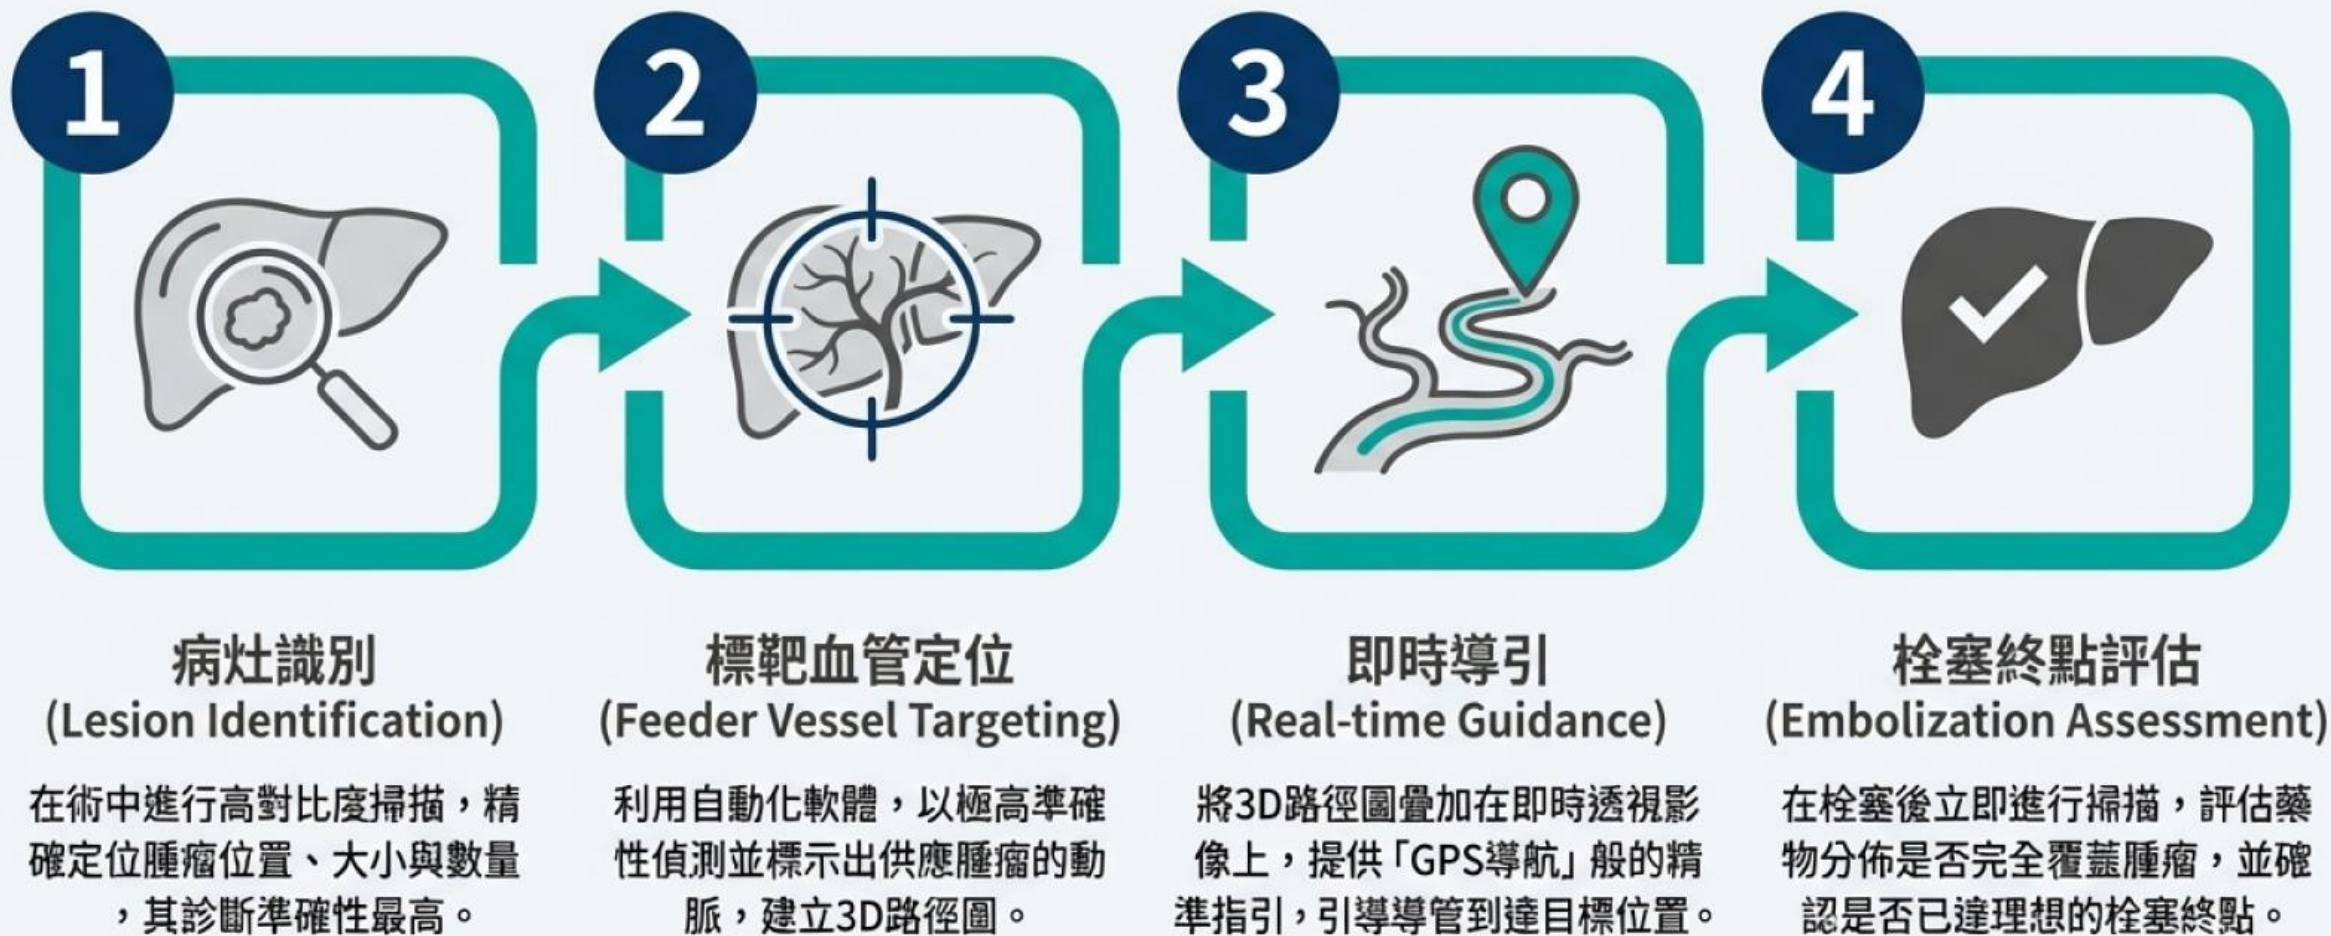 1
病灶識別
(Lesion Identification)
在術中進行高對比度掃描，精
確定位腫瘤位置、大小與數量
，其診斷準確性最高。
2
標靶血管定位
(Feeder Vessel Targeting)
利用自動化軟體，以極高準確
性偵測並標示出供應腫瘤的動
脈，建立3D路徑圖。
3
即時導引
(Real-time Guidance)
將3D路徑圖疊加在即時透視影
像上，提供「GPS導航」般的精
準指引，引導導管到達目標位置。
4
栓塞終點評估
(Embolization Assessment)
在栓塞後立即進行掃描，評估藥
物分佈是否完全覆蓋腫瘤，並確
認是否已達理想的栓塞終點。